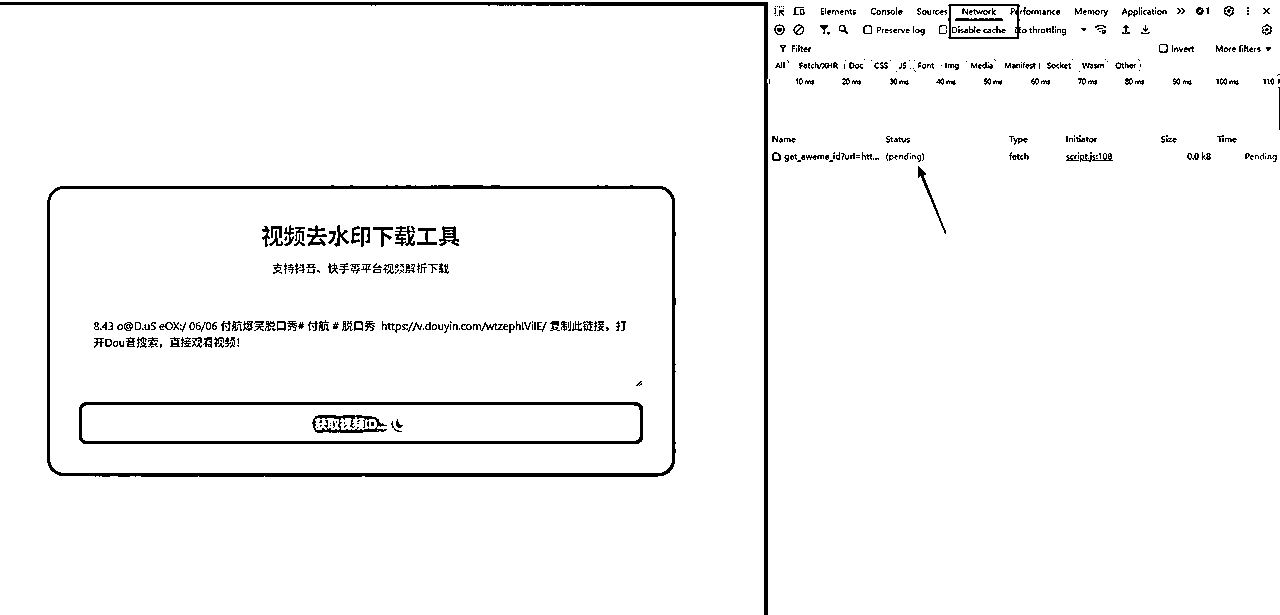 Elements Console Sources Network Performance Memory Application 1
Preserve log Disable cache No throttling
Filter Invert More filters
All Fetch/XHR Doc CSS JS Font Img Media Manifest Socket Wasm Other
10 ms 20 ms 30 ms 40 ms 50 ms 60 ms 70 ms 80 ms 90 ms 100 ms 110
Name Status Type Initiator Size Time
get_aweme_id?url=htt... (pending) fetch script.js:108 0.0 kB Pending
视频去水印下载工具
支持抖音、快手等平台视频解析下载
8.43 o@D.uS eOX:/ 06/06 付航爆笑脱口秀# 付航 # 脱口秀 https://v.douyin.com/wtzephlViIE/ 复制此链接，打
开Dou音搜索，直接观看视频！
获取视频ID...